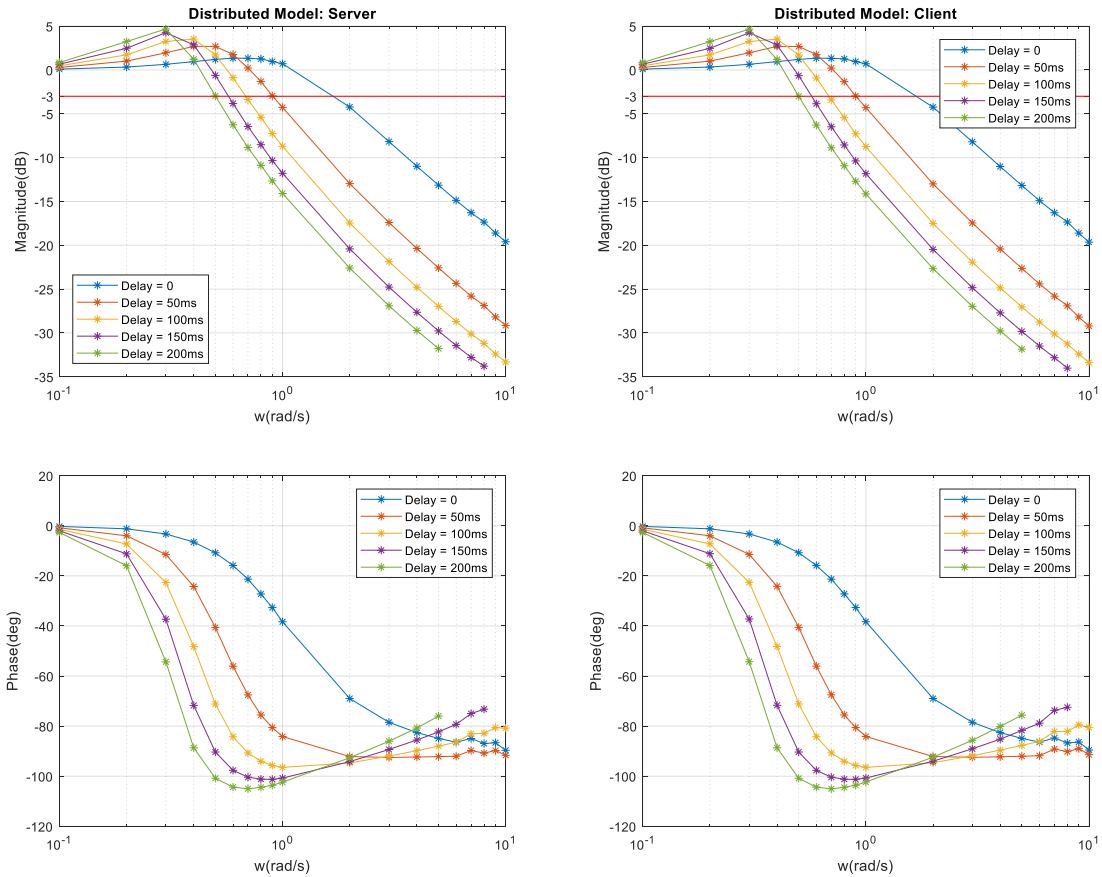 Distributed Model: Server
5
0
-3
-5
-10
-15
-20
-25
-30
-35
Magnitude(dB)
Delay = 0
Delay = 50ms
Delay = 100ms
Delay = 150ms
Delay = 200ms
10^-1
10^0
10^1
w(rad/s)
Distributed Model: Client
5
0
-3
-5
-10
-15
-20
-25
-30
-35
Magnitude(dB)
Delay = 0
Delay = 50ms
Delay = 100ms
Delay = 150ms
Delay = 200ms
10^-1
10^0
10^1
w(rad/s)
20
0
-20
-40
-60
-80
-100
-120
Phase(deg)
Delay = 0
Delay = 50ms
Delay = 100ms
Delay = 150ms
Delay = 200ms
10^-1
10^0
10^1
w(rad/s)
20
0
-20
-40
-60
-80
-100
-120
Phase(deg)
Delay = 0
Delay = 50ms
Delay = 100ms
Delay = 150ms
Delay = 200ms
10^-1
10^0
10^1
w(rad/s)